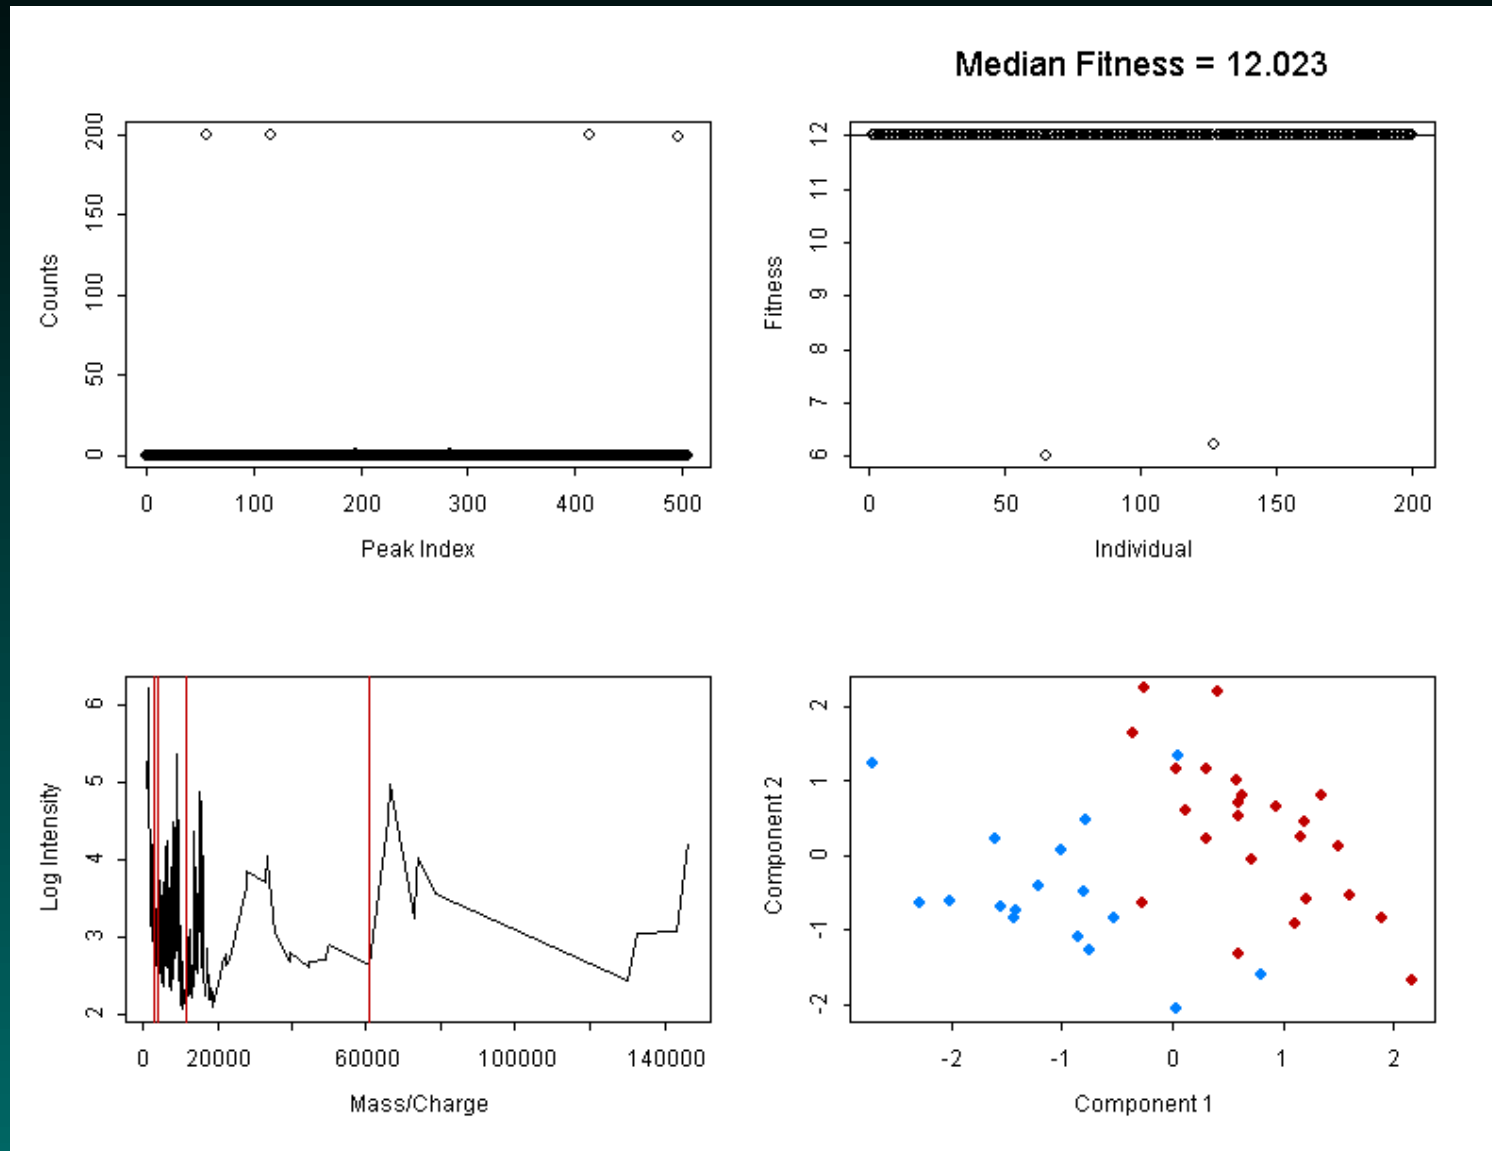 Median Fitness = 12.023
Counts
200
150
100
50
0
0 100 200 300 400 500
Peak Index
Fitness
12
11
10
9
8
7
6
0 50 100 150 200
Individual
Log Intensity
6
5
4
3
2
0 20000 60000 100000 140000
Mass/Charge
Component 2
2
1
0
-1
-2
-2 -1 0 1 2
Component 1